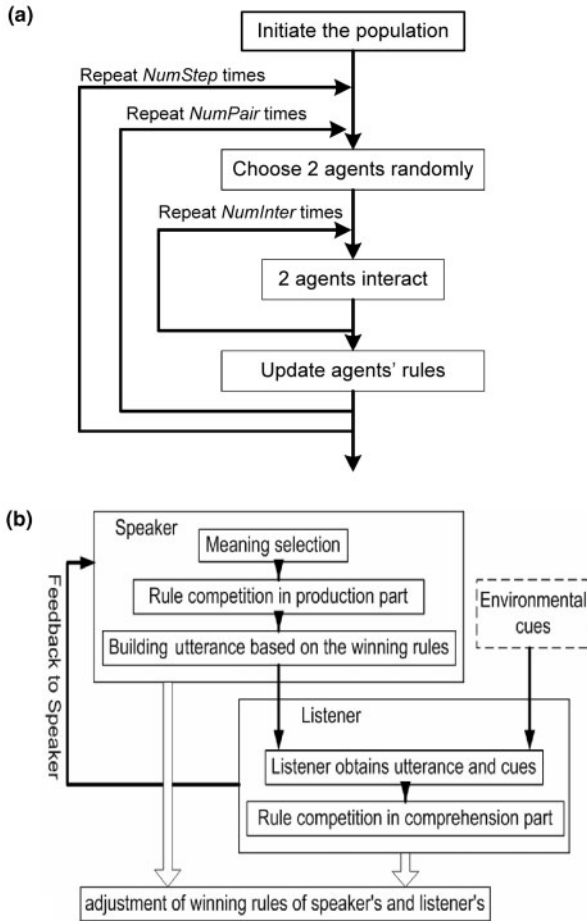 (a)
Initiate the population
Repeat NumStep times
Repeat NumPair times
Choose 2 agents randomly
Repeat NumInter times
2 agents interact
Update agents' rules
(b)
Speaker
Meaning selection
Rule competition in production part
Building utterance based on the winning rules
Environmental
cues
Feedback to Speaker
Listener
Listener obtains utterance and cues
Rule competition in comprehension part
adjustment of winning rules of speaker's and listener's